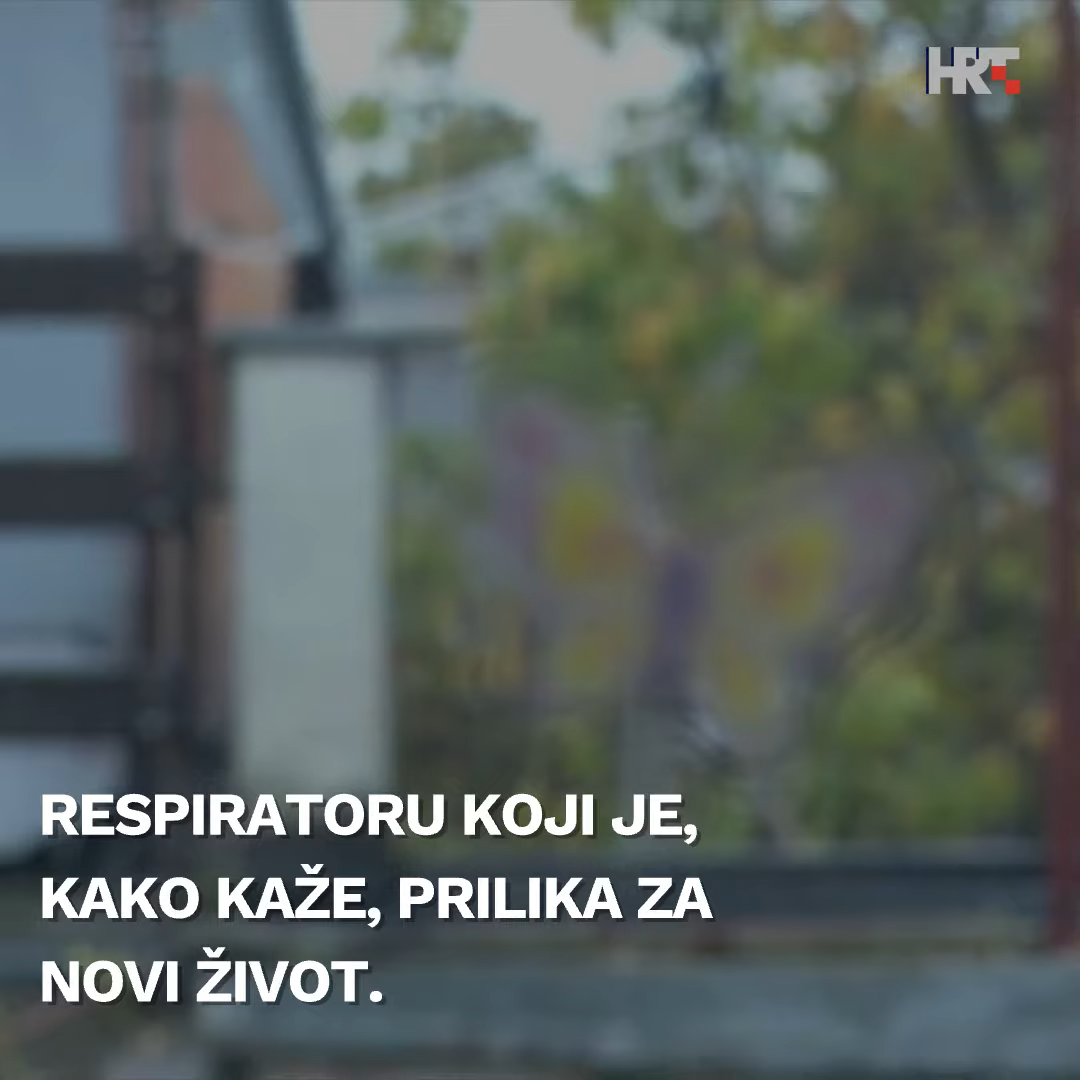 HRT
RESPIRATORU KOJI JE,
KAKO KAŽE, PRILIKA ZA
NOVI ŽIVOT.